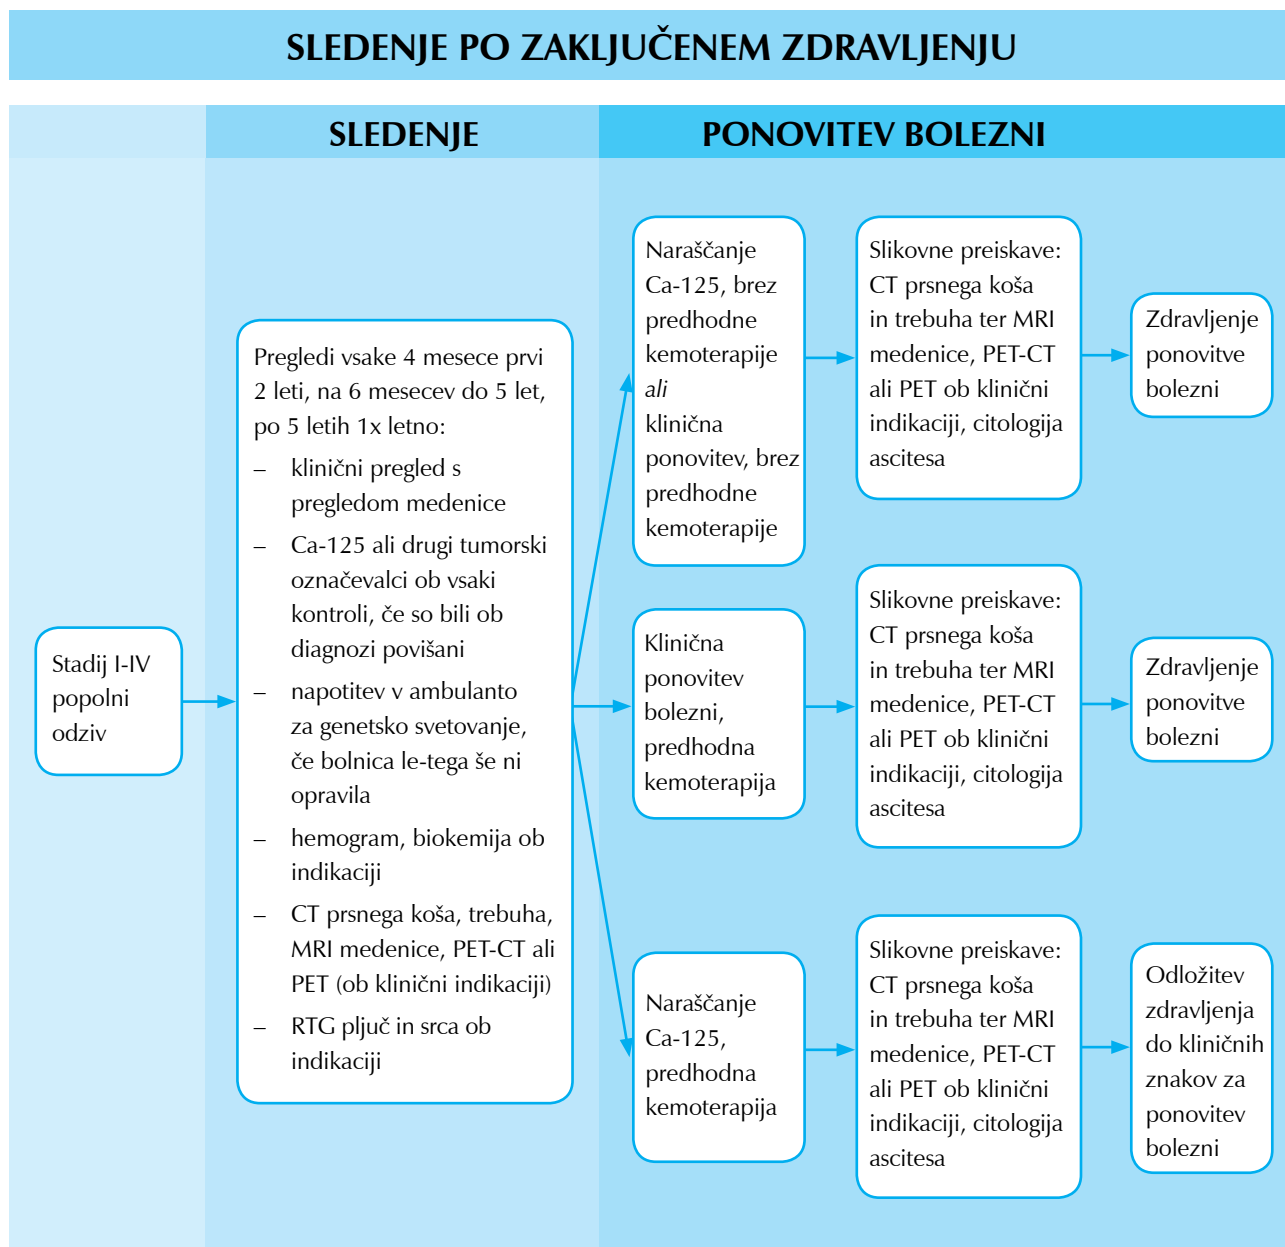 SLEDENJE PO ZAKLJUČENEM ZDRAVLJENJU
SLEDENJE
PONOVITEV BOLEZNI
Stadij I-IV
popolni
odziv
Pregledi vsake 4 mesece prvi
2 leti, na 6 mesecev do 5 let,
po 5 letih 1x letno:
– klinični pregled s
pregledom medenice
– Ca-125 ali drugi tumorski
označevalci ob vsaki
kontroli, če so bili ob
diagnozi povišani
– napotitev v ambulanto
za genetsko svetovanje,
če bolnica le-tega še ni
opravila
– hemogram, biokemija ob
indikaciji
– CT prsnega koša, trebuha,
MRI medenice, PET-CT ali
PET (ob klinični indikaciji)
– RTG pljuč in srca ob
indikaciji
Naraščanje
Ca-125, brez
predhodne
kemoterapije
ali
klinična
ponovitev, brez
predhodne
kemoterapije
Slikovne preiskave:
CT prsnega koša
in trebuha ter MRI
medenice, PET-CT
ali PET ob klinični
indikaciji, citologija
ascitesa
Zdravljenje
ponovitve
bolezni
Klinična
ponovitev
bolezni,
predhodna
kemoterapija
Slikovne preiskave:
CT prsnega koša
in trebuha ter MRI
medenice, PET-CT
ali PET ob klinični
indikaciji, citologija
ascitesa
Zdravljenje
ponovitve
bolezni
Naraščanje
Ca-125,
predhodna
kemoterapija
Slikovne preiskave:
CT prsnega koša
in trebuha ter MRI
medenice, PET-CT
ali PET ob klinični
indikaciji, citologija
ascitesa
Odložitev
zdravljenja
do kliničnih
znakov za
ponovitev
bolezni